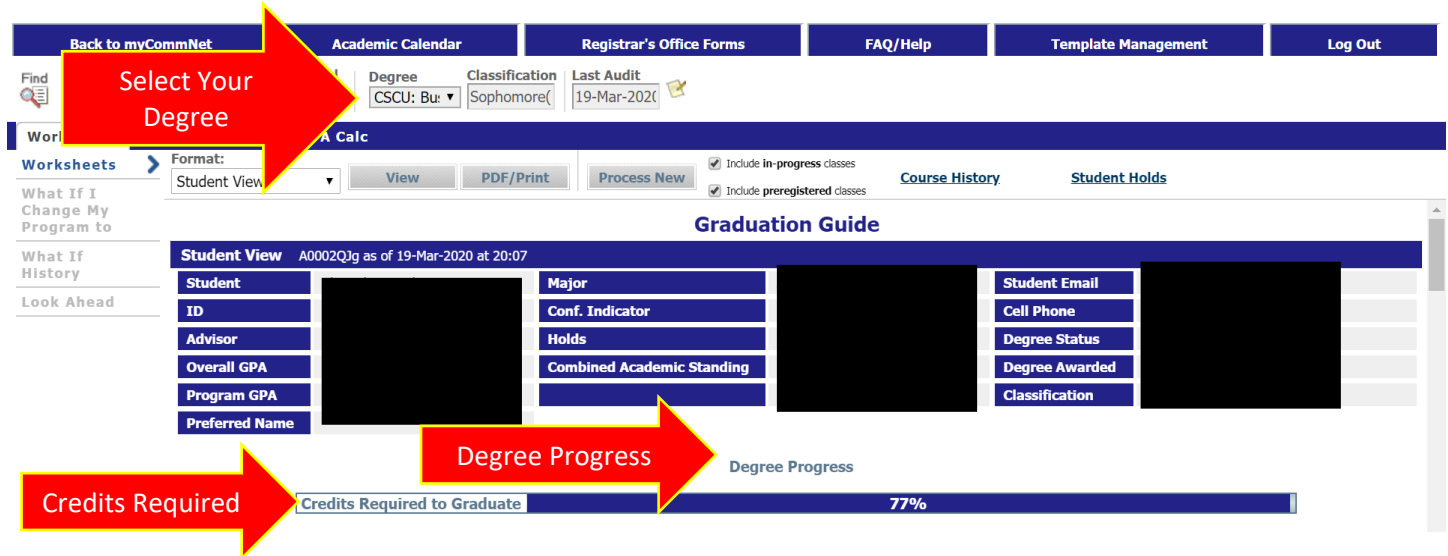 Back to myCommNet Academic Calendar Registrar's Office Forms FAQ/Help Template Management Log Out
Find Degree Classification Last Audit
Select Your
Degree
CSCU: Bu Sophomore( 19-Mar-202(
A Calc
Worksheets Format:
Student View View PDF/Print Process New Include in-progress classes
Include preregistered classes
Course History Student Holds
What If I
Change My
Program to
Graduation Guide
What If
History
Student View A0002QJg as of 19-Mar-2020 at 20:07
Look Ahead
Student Major Student Email
ID Conf. Indicator Cell Phone
Advisor Holds Degree Status
Overall GPA Combined Academic Standing Degree Awarded
Program GPA Classification
Preferred Name
Degree Progress
Degree Progress
Credits Required
Credits Required to Graduate 77%